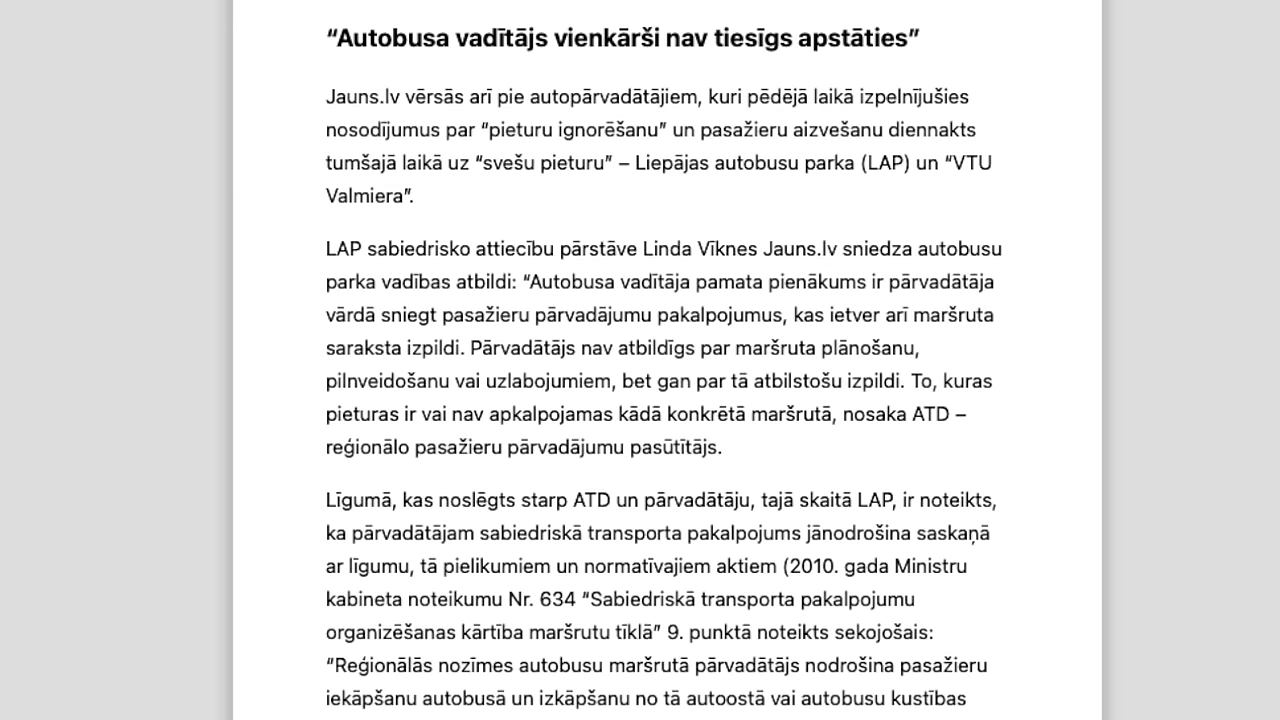 “Autobusa vadītājs vienkārši nav tiesīgs apstāties”
Jauns.lv vērsās arī pie autopārvadātājiem, kuri pēdējā laikā izpelnījušies
nosodījumus par “pieturu ignorēšanu” un pasažieru aizvešanu diennakts
tumšajā laikā uz “svešu pieturu” – Liepājas autobusu parka (LAP) un “VTU
Valmiera”.
LAP sabiedrisko attiecību pārstāve Linda Vīknes Jauns.lv sniedza autobusu
parka vadības atbildi: “Autobusa vadītāja pamata pienākums ir pārvadātāja
vārdā sniegt pasažieru pārvadājumu pakalpojumus, kas ietver arī maršruta
saraksta izpildi. Pārvadātājs nav atbildīgs par maršruta plānošanu,
pilnveidošanu vai uzlabojumiem, bet gan par tā atbilstošu izpildi. To, kuras
pieturas ir vai nav apkalpojamas kādā konkrētā maršrutā, nosaka ATD –
reģionālo pasažieru pārvadājumu pasūtītājs.
Līgumā, kas noslēgts starp ATD un pārvadātāju, tajā skaitā LAP, ir noteikts,
ka pārvadātājam sabiedriskā transporta pakalpojums jānodrošina saskaņā
ar līgumu, tā pielikumiem un normatīvajiem aktiem (2010. gada Ministru
kabineta noteikumu Nr. 634 “Sabiedriskā transporta pakalpojumu
organizēšanas kārtība maršrutu tīklā” 9. punktā noteikts sekojošais:
“Reģionālās nozīmes autobusu maršrutā pārvadātājs nodrošina pasažieru
iekāpšanu autobusā un izkāpšanu no tā autoostā vai autobusu kustības